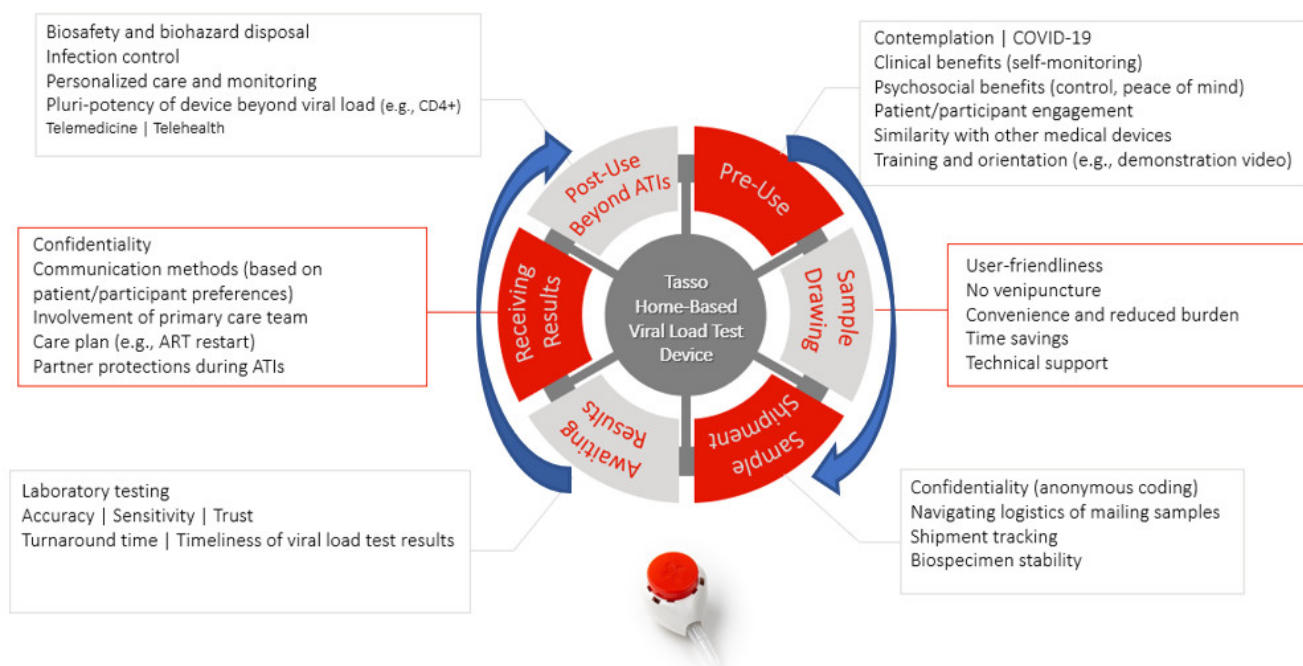 Biosafety and biohazard disposal
Infection control
Personalized care and monitoring
Pluri-potency of device beyond viral load (e.g., CD4+)
Telemedicine | Telehealth
Contemplation | COVID-19
Clinical benefits (self-monitoring)
Psychosocial benefits (control, peace of mind)
Patient/participant engagement
Similarity with other medical devices
Training and orientation (e.g., demonstration video)
Post-Use
Beyond ATIs
Pre-Use
Confidentiality
Communication methods (based on
patient/participant preferences)
Involvement of primary care team
Care plan (e.g., ART restart)
Partner protections during ATIs
Receiving
Results
Tasso
Home-Based
Viral Load Test
Device
Sample
Drawing
User-friendliness
No venipuncture
Convenience and reduced burden
Time savings
Technical support
Awaiting
Results
Sample
Shipment
Laboratory testing
Accuracy | Sensitivity | Trust
Turnaround time | Timeliness of viral load test results
Confidentiality (anonymous coding)
Navigating logistics of mailing samples
Shipment tracking
Biospecimen stability